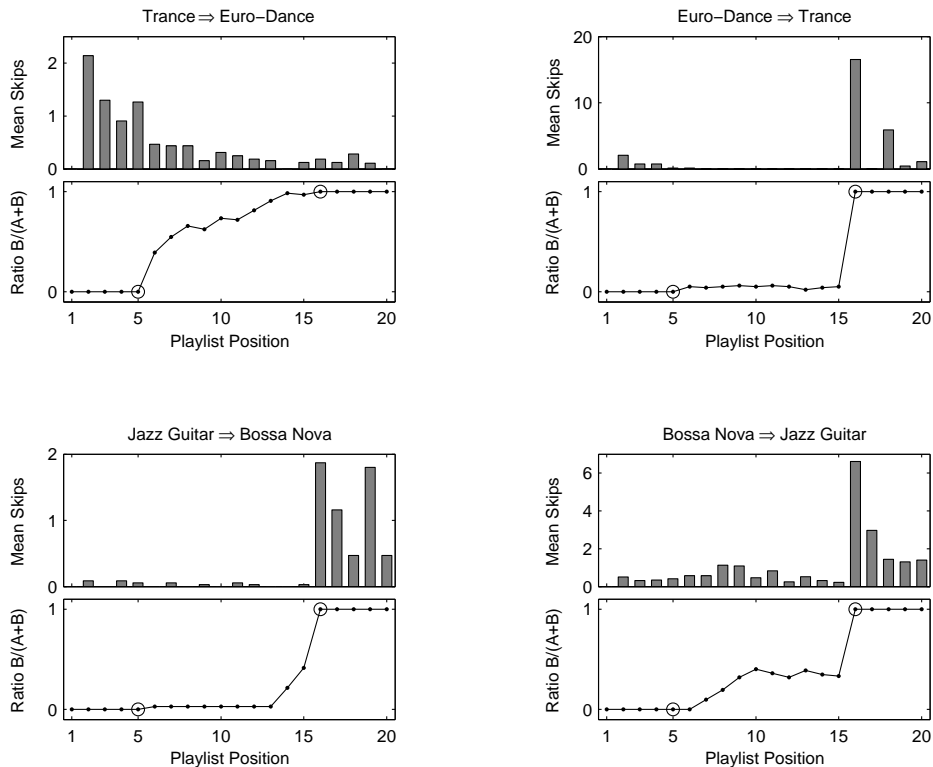 Trance ⇒ Euro−Dance
Mean Skips
2
1
0
Ratio B/(A+B)
1
0
1 5 10 15 20
Playlist Position
Euro−Dance ⇒ Trance
Mean Skips
20
10
0
Ratio B/(A+B)
1
0
1 5 10 15 20
Playlist Position
Jazz Guitar ⇒ Bossa Nova
Mean Skips
2
1
0
Ratio B/(A+B)
1
0
1 5 10 15 20
Playlist Position
Bossa Nova ⇒ Jazz Guitar
Mean Skips
6
4
2
0
Ratio B/(A+B)
1
0
1 5 10 15 20
Playlist Position